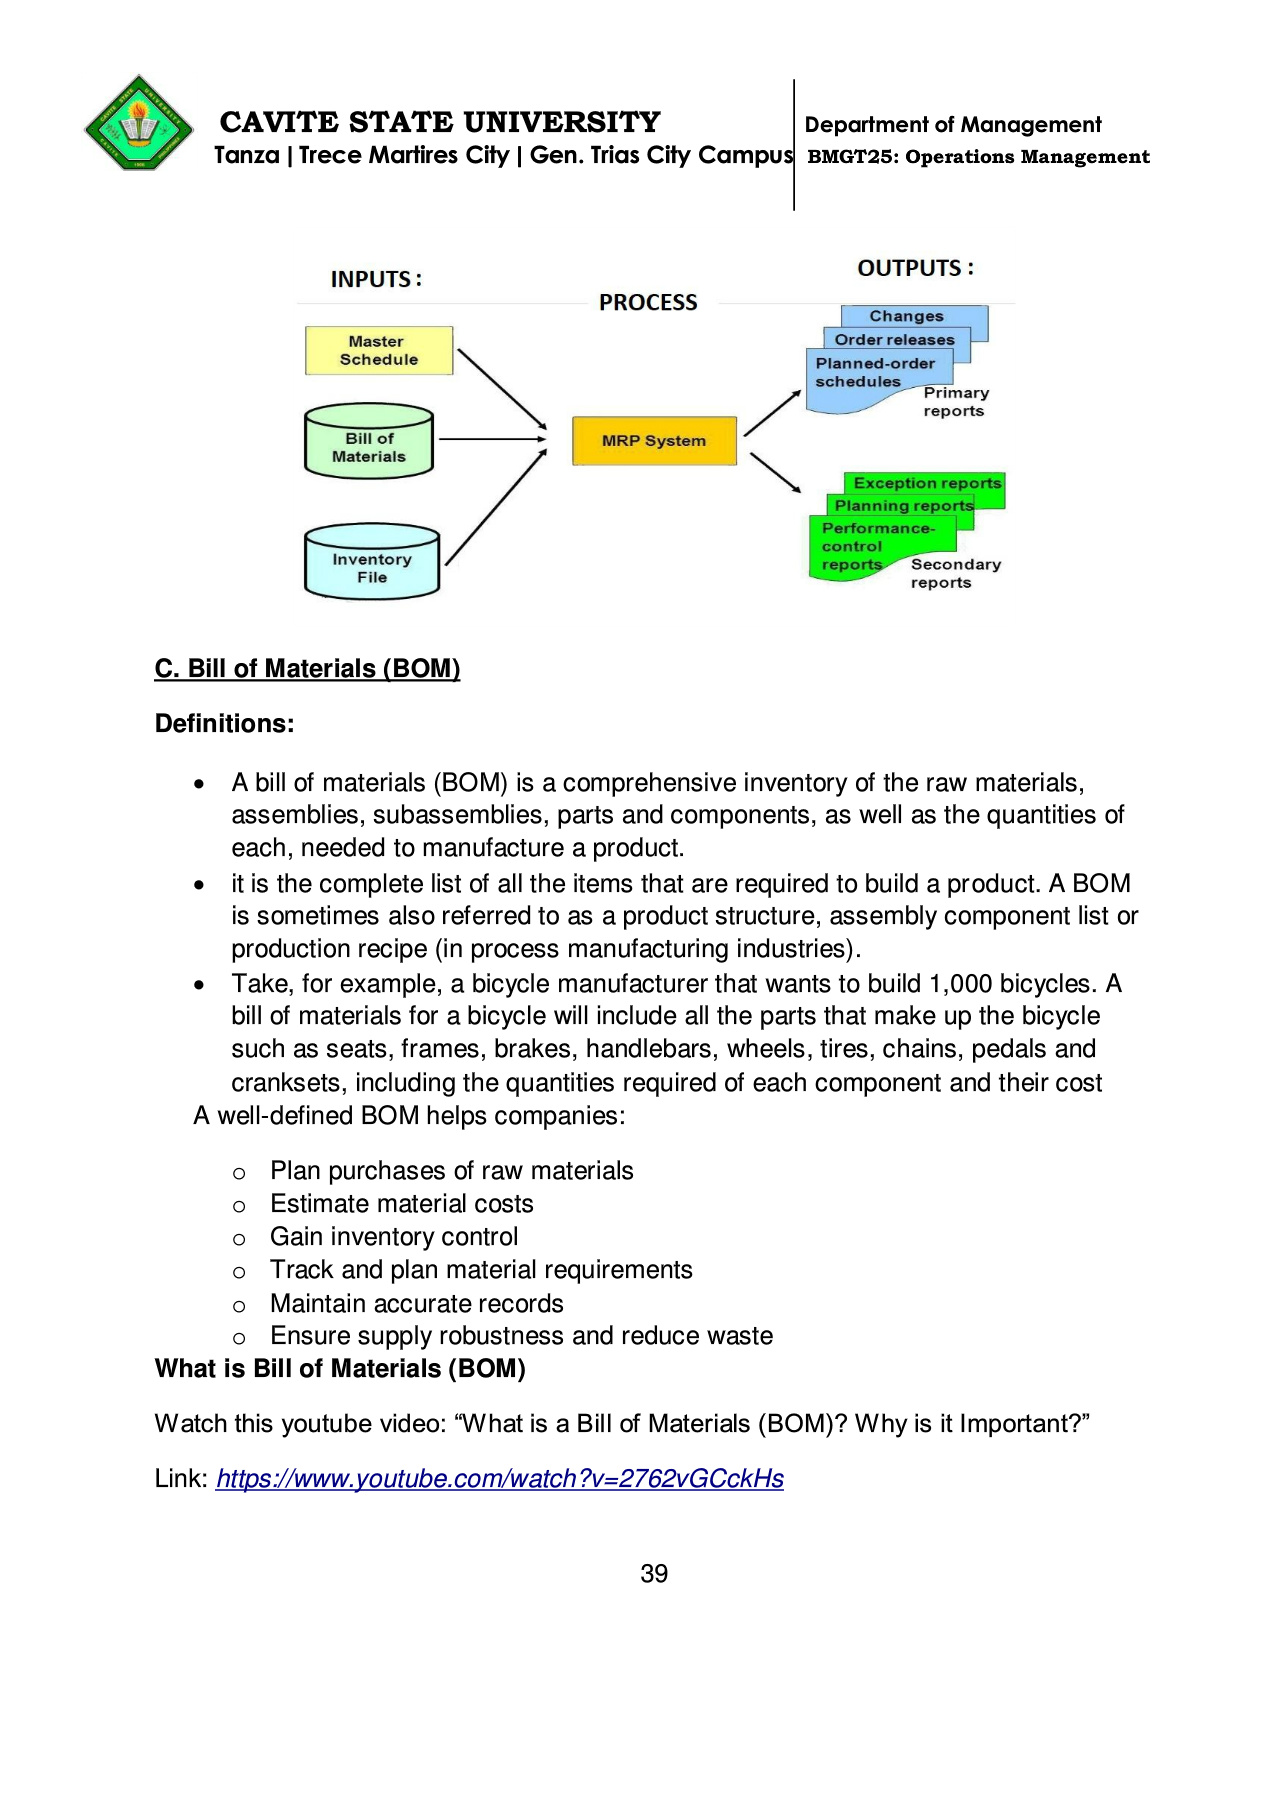 CAVITE STATE UNIVERSITY
Tanza | Trece Martires City | Gen. Trias City Campus
Department of Management
BMGT25: Operations Management
INPUTS :
PROCESS
OUTPUTS :
Master
Schedule
Bill of
Materials
Inventory
File
MRP System
Changes
Order releases
Planned-order
schedules
Primary
reports
Exception reports
Planning reports
Performance-
control
reports
Secondary
reports
C. Bill of Materials (BOM)
Definitions:
• A bill of materials (BOM) is a comprehensive inventory of the raw materials,
assemblies, subassemblies, parts and components, as well as the quantities of
each, needed to manufacture a product.
• it is the complete list of all the items that are required to build a product. A BOM
is sometimes also referred to as a product structure, assembly component list or
production recipe (in process manufacturing industries).
• Take, for example, a bicycle manufacturer that wants to build 1,000 bicycles. A
bill of materials for a bicycle will include all the parts that make up the bicycle
such as seats, frames, brakes, handlebars, wheels, tires, chains, pedals and
cranksets, including the quantities required of each component and their cost
A well-defined BOM helps companies:
o Plan purchases of raw materials
o Estimate material costs
o Gain inventory control
o Track and plan material requirements
o Maintain accurate records
o Ensure supply robustness and reduce waste
What is Bill of Materials (BOM)
Watch this youtube video: “What is a Bill of Materials (BOM)? Why is it Important?”
Link: https://www.youtube.com/watch?v=2762vGCckHs
39